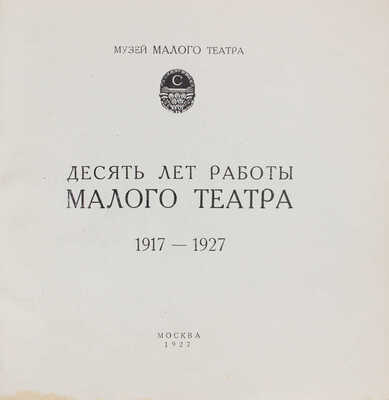 МУЗЕЙ МАЛОГО ТЕАТРА
С
ДЕСЯТЬ ЛЕТ РАБОТЫ
МАЛОГО ТЕАТРА
1917 — 1927
МОСКВА
1927